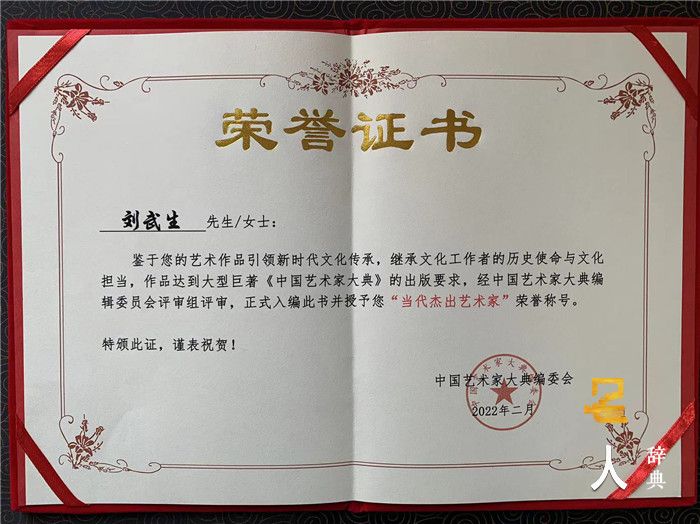 荣誉证书
刘武生 先生/女士：
鉴于您的艺术作品引领新时代文化传承，继承文化工作者的历史使命与文化
担当，作品达到大型巨著《中国艺术家大典》的出版要求，经中国艺术家大典编
辑委员会评审组评审，正式入编此书并授予您“当代杰出艺术家”荣誉称号。
特颁此证，谨表祝贺！
中国艺术家大典编委会
2022年二月
名人辞典